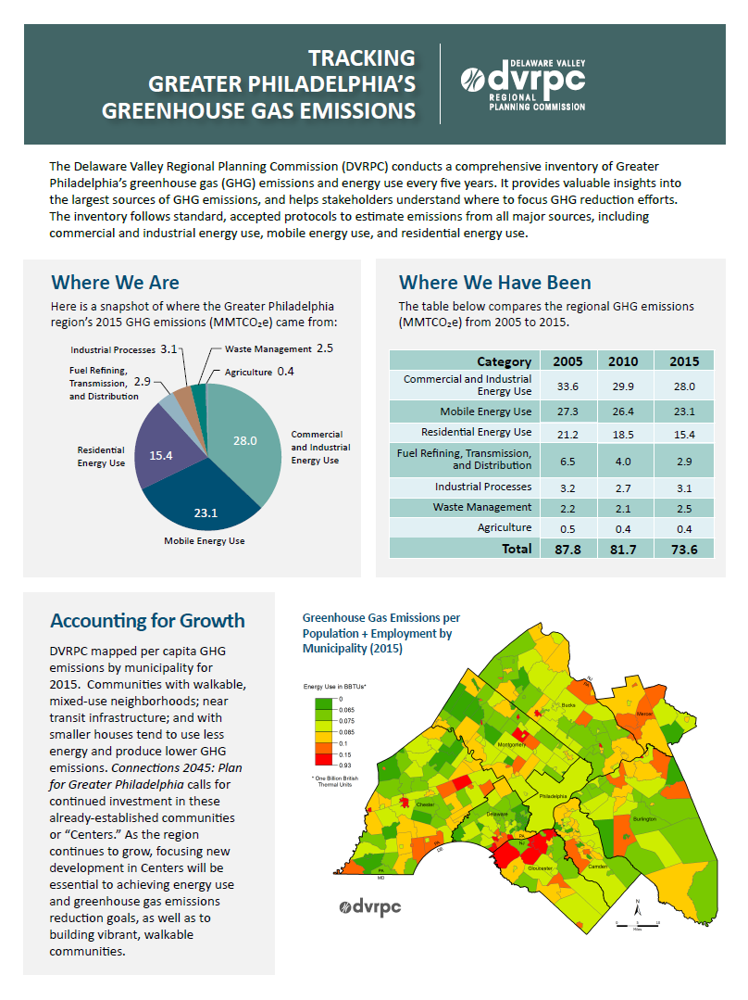 TRACKING
GREATER PHILADELPHIA'S
GREENHOUSE GAS EMISSIONS
DELAWARE VALLEY
dvrpc
REGIONAL
PLANNING COMMISSION
The Delaware Valley Regional Planning Commission (DVRPC) conducts a comprehensive inventory of Greater
Philadelphia's greenhouse gas (GHG) emissions and energy use every five years. It provides valuable insights into
the largest sources of GHG emissions, and helps stakeholders understand where to focus GHG reduction efforts.
The inventory follows standard, accepted protocols to estimate emissions from all major sources, including
commercial and industrial energy use, mobile energy use, and residential energy use.
Where We Are
Here is a snapshot of where the Greater Philadelphia
region's 2015 GHG emissions (MMTCO₂e) came from:
Industrial Processes 3.1
Waste Management 2.5
Fuel Refining,
Transmission,
and Distribution 2.9
Agriculture 0.4
28.0
Commercial
and Industrial
Energy Use
Residential
Energy Use
15.4
23.1
Mobile Energy Use
Where We Have Been
The table below compares the regional GHG emissions
(MMTCO₂e) from 2005 to 2015.
Category 2005 2010 2015
Commercial and Industrial
Energy Use 33.6 29.9 28.0
Mobile Energy Use 27.3 26.4 23.1
Residential Energy Use 21.2 18.5 15.4
Fuel Refining, Transmission,
and Distribution 6.5 4.0 2.9
Industrial Processes 3.2 2.7 3.1
Waste Management 2.2 2.1 2.5
Agriculture 0.5 0.4 0.4
Total 87.8 81.7 73.6
Accounting for Growth
DVRPC mapped per capita GHG
emissions by municipality for
2015.  Communities with walkable,
mixed-use neighborhoods; near
transit infrastructure; and with
smaller houses tend to use less
energy and produce lower GHG
emissions. Connections 2045: Plan
for Greater Philadelphia calls for
continued investment in these
already-established communities
or "Centers." As the region
continues to grow, focusing new
development in Centers will be
essential to achieving energy use
and greenhouse gas emissions
reduction goals, as well as to
building vibrant, walkable
communities.
Greenhouse Gas Emissions per
Population + Employment by
Municipality (2015)
Energy Use in BBTUs*
0
0.065
0.075
0.085
0.1
0.15
0.93
* One Billion British
Thermal Units
Bucks
Mercer
Montgomery
Philadelphia
Chester
Delaware
Burlington
Gloucester
Camden
PA
NJ
PA
DE
PA
NJ
PA
MD
N
0 5 10
Miles
dvrpc